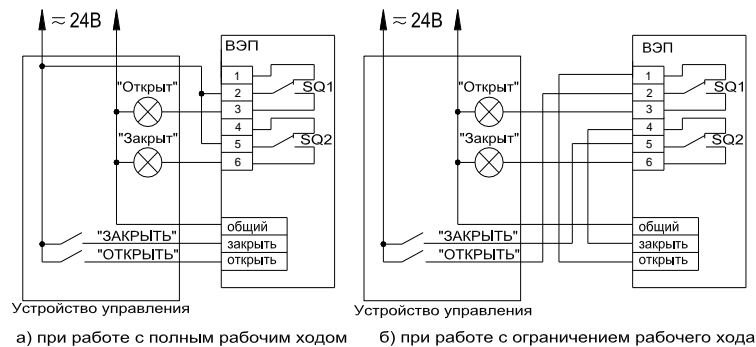 ≈ 24В
ВЭП
"Открыт"
"Закрыт"
1
2
3
4
5
6
SQ1
SQ2
общий
закрыть
открыть
"ЗАКРЫТЬ"
"ОТКРЫТЬ"
Устройство управления
а) при работе с полным рабочим ходом
≈ 24В
ВЭП
"Открыт"
"Закрыт"
1
2
3
4
5
6
SQ1
SQ2
общий
закрыть
открыть
"ЗАКРЫТЬ"
"ОТКРЫТЬ"
Устройство управления
б) при работе с ограничением рабочего хода